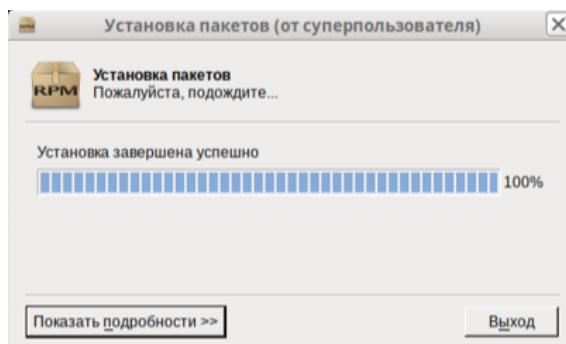 Установка пакетов (от суперпользователя)
RPM
Установка пакетов
Пожалуйста, подождите...
Установка завершена успешно
100%
Показать подробности >>
Выход